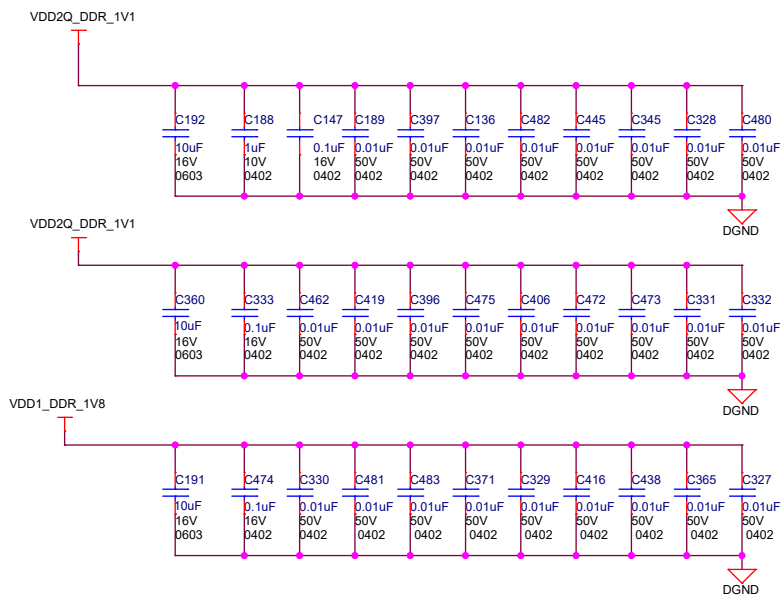 VDD2Q_DDR_1V1
C192 C188 C147 C189 C397 C136 C482 C445 C345 C328 C480
10uF 1uF 0.1uF 0.01uF 0.01uF 0.01uF 0.01uF 0.01uF 0.01uF 0.01uF 0.01uF
16V 10V 16V 50V 50V 50V 50V 50V 50V 50V 50V
0603 0402 0402 0402 0402 0402 0402 0402 0402 0402 0402
DGND
VDD2Q_DDR_1V1
C360 C333 C462 C419 C396 C475 C406 C472 C473 C331 C332
10uF 0.1uF 0.01uF 0.01uF 0.01uF 0.01uF 0.01uF 0.01uF 0.01uF 0.01uF 0.01uF
16V 16V 50V 50V 50V 50V 50V 50V 50V 50V 50V
0603 0402 0402 0402 0402 0402 0402 0402 0402 0402 0402
DGND
VDD1_DDR_1V8
C191 C474 C330 C481 C483 C371 C329 C416 C438 C365 C327
10uF 0.1uF 0.01uF 0.01uF 0.01uF 0.01uF 0.01uF 0.01uF 0.01uF 0.01uF 0.01uF
16V 16V 50V 50V 50V 50V 50V 50V 50V 50V 50V
0603 0402 0402 0402 0402 0402 0402 0402 0402 0402 0402
DGND